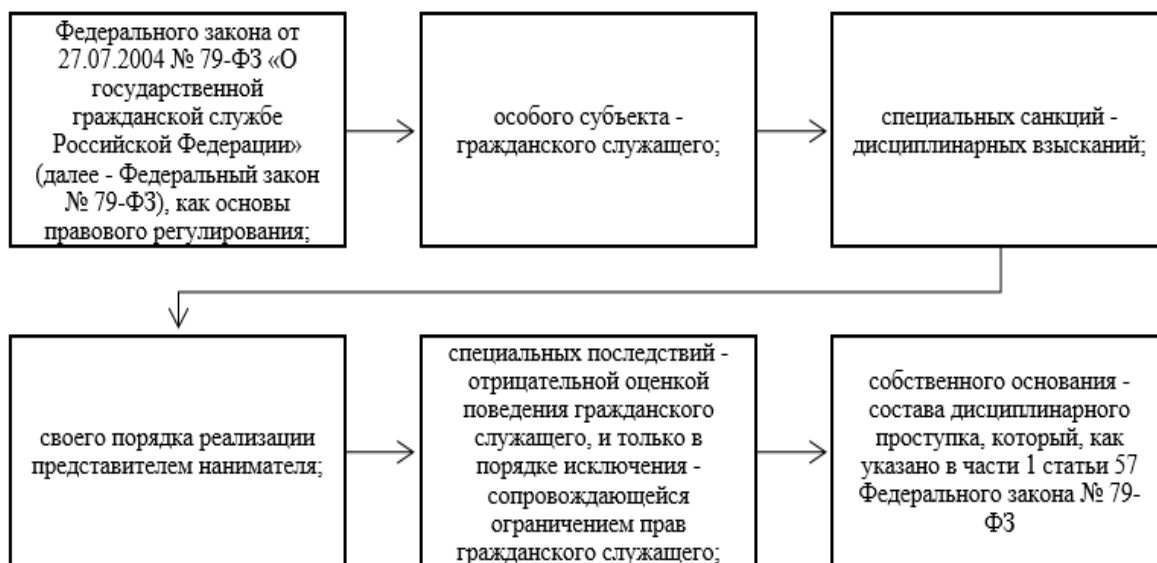 Федерального закона от
27.07.2004 № 79-ФЗ «О
государственной
гражданской службе
Российской Федерации»
(далее - Федеральный закон
№ 79-ФЗ), как основы
правового регулирования;
особого субъекта -
гражданского служащего;
специальных санкций -
дисциплинарных взысканий;
своего порядка реализации
представителем нанимателя;
специальных последствий -
отрицательной оценкой
поведения гражданского
служащего, и только в
порядке исключения -
сопровождающейся
ограничением прав
гражданского служащего;
собственного основания -
состава дисциплинарного
проступка, который, как
указано в части 1 статьи 57
Федерального закона № 79-
ФЗ